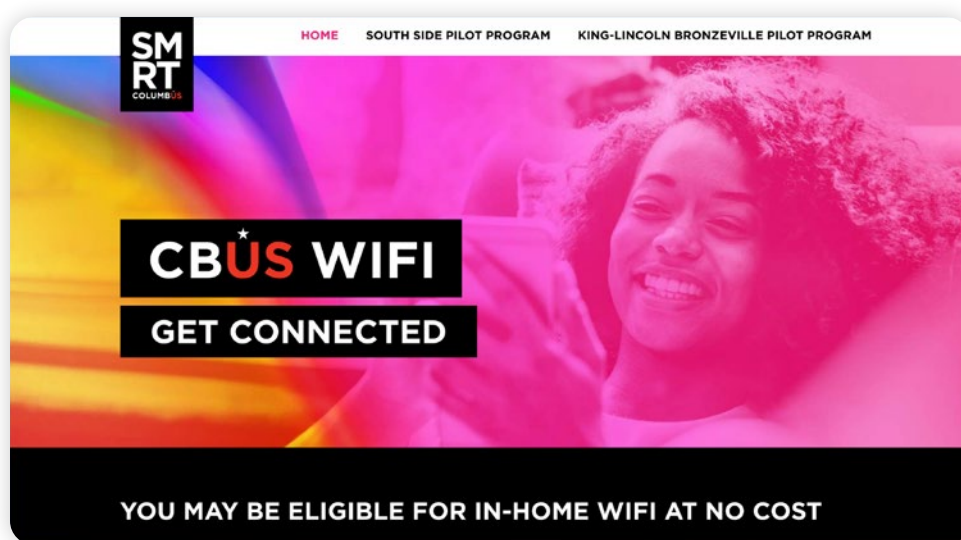 SM
RT
COLUMBUS
HOME SOUTH SIDE PILOT PROGRAM KING-LINCOLN BRONZEVILLE PILOT PROGRAM
CBUS WIFI
GET CONNECTED
YOU MAY BE ELIGIBLE FOR IN-HOME WIFI AT NO COST